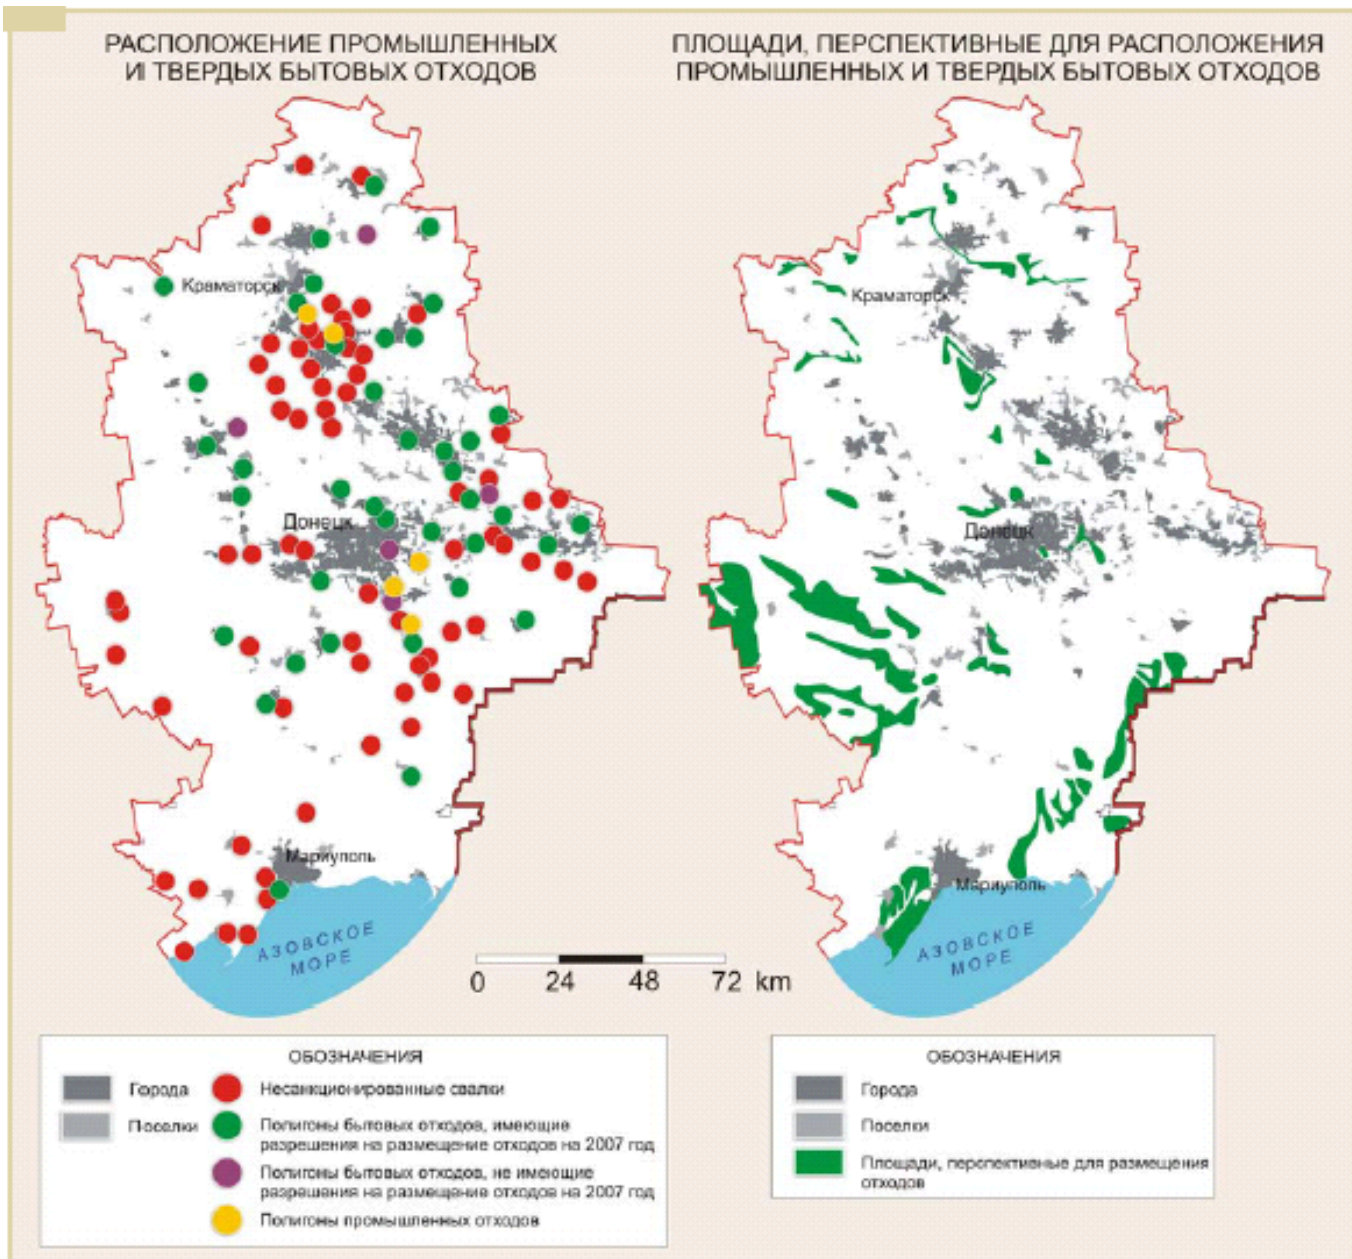 РАСПОЛОЖЕНИЕ ПРОМЫШЛЕННЫХ
И ТВЕРДЫХ БЫТОВЫХ ОТХОДОВ
Краматорск
Донецк
Мариуполь
АЗОВСКОЕ
МОРЕ
ПЛОЩАДИ, ПЕРСПЕКТИВНЫЕ ДЛЯ РАСПОЛОЖЕНИЯ
ПРОМЫШЛЕННЫХ И ТВЕРДЫХ БЫТОВЫХ ОТХОДОВ
Краматорск
Донецк
Мариуполь
АЗОВСКОЕ
МОРЕ
0 24 48 72 km
ОБОЗНАЧЕНИЯ
Города
Поселки
Несанкционированные свалки
Полигоны бытовых отходов, имеющие
разрешения на размещение отходов на 2007 год
Полигоны бытовых отходов, не имеющие
разрешения на размещение отходов на 2007 год
Полигоны промышленных отходов
ОБОЗНАЧЕНИЯ
Города
Поселки
Площади, перспективные для размещения
отходов